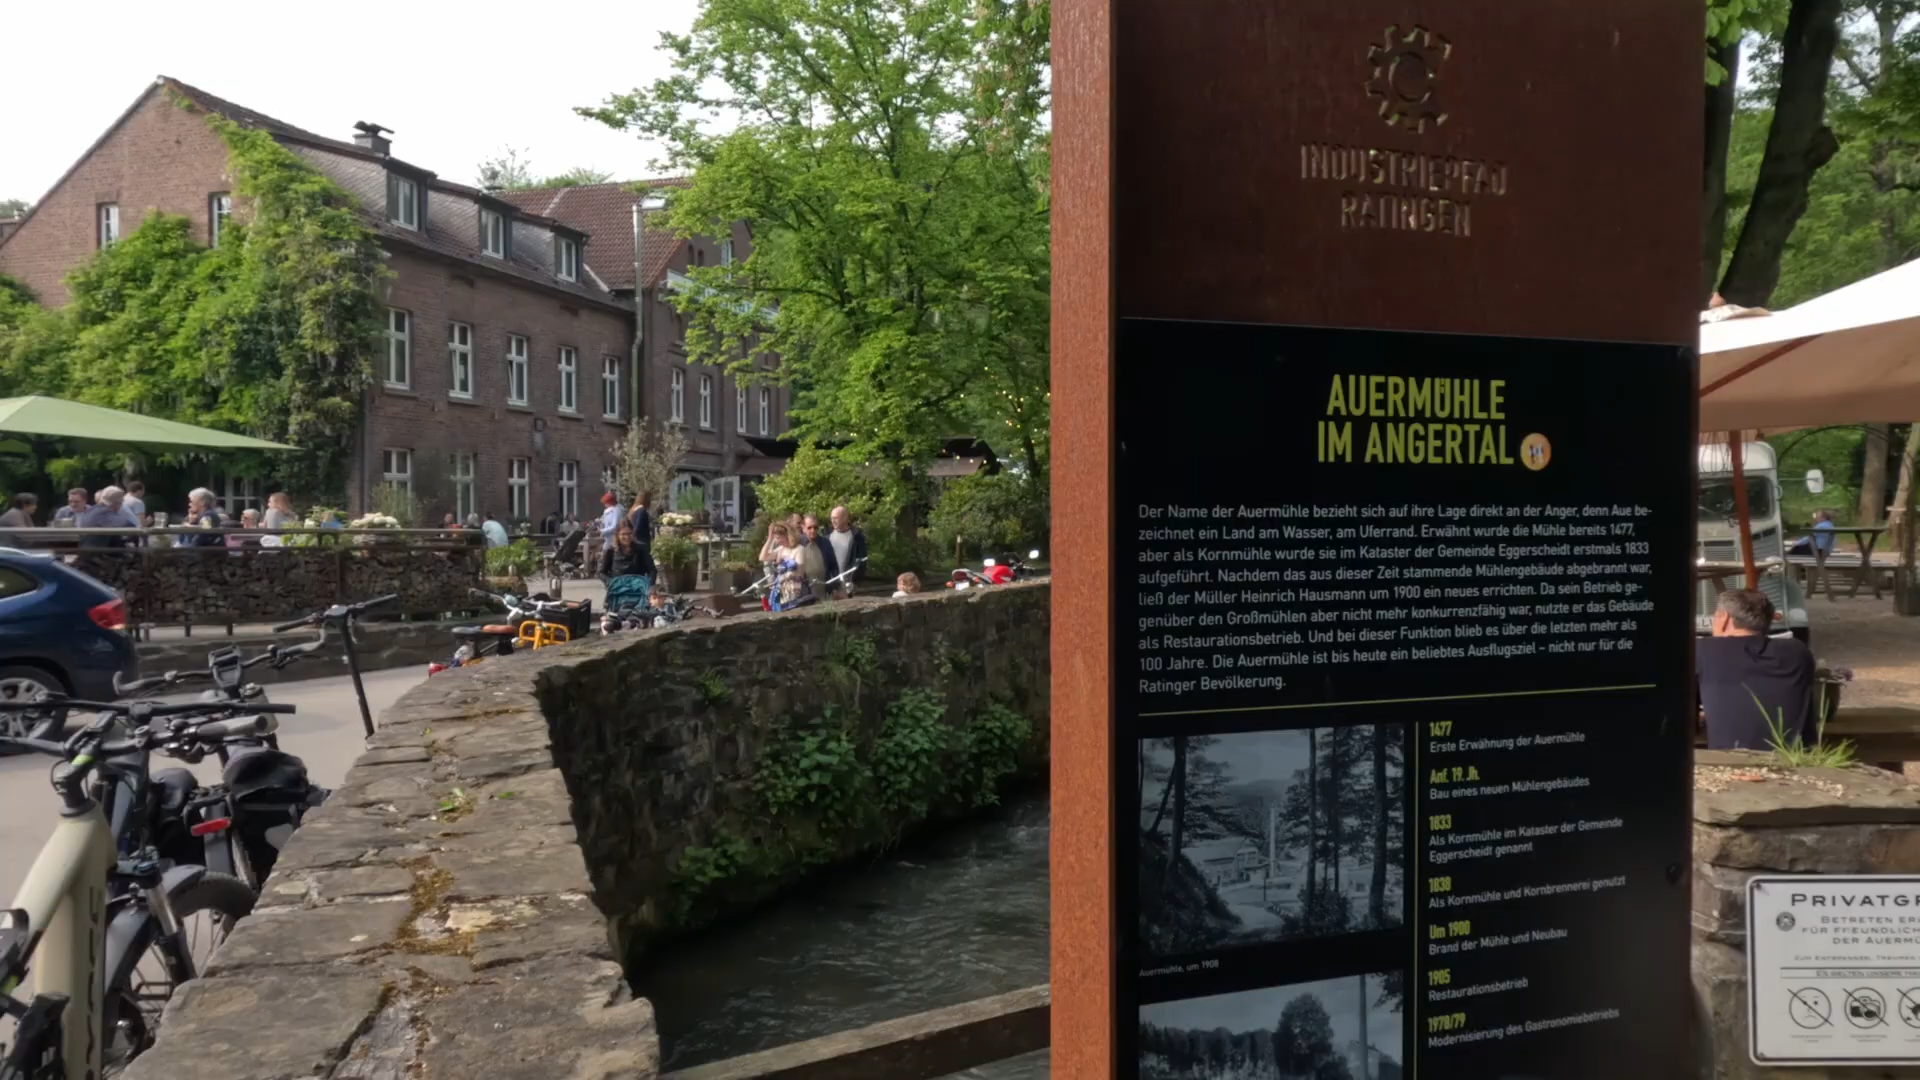 INDUSTRIEPFAD
RATINGEN
AUERMÜHLE
IM ANGERTAL
Der Name der Auermühle bezieht sich auf ihre Lage direkt an der Anger, denn Aue be-
zeichnet ein Land am Wasser, am Uferrand. Erwähnt wurde die Mühle bereits 1477,
aber als Kornmühle wurde sie im Kataster der Gemeinde Eggerscheidt erstmals 1833
aufgeführt. Nachdem das aus dieser Zeit stammende Mühlengebäude abgebrannt war,
ließ der Müller Heinrich Hausmann um 1900 ein neues errichten. Da sein Betrieb ge-
genüber den Großmühlen aber nicht mehr konkurrenzfähig war, nutzte er das Gebäude
als Restaurationsbetrieb. Und bei dieser Funktion blieb es über die letzten mehr als
100 Jahre. Die Auermühle ist bis heute ein beliebtes Ausflugsziel – nicht nur für die
Ratinger Bevölkerung.
1477
Erste Erwähnung der Auermühle
Anf. 19. Jh.
Bau eines neuen Mühlengebäudes
1833
Als Kornmühle im Kataster der Gemeinde
Eggerscheidt genannt
1838
Als Kornmühle und Kornbrennerei genutzt
Um 1900
Brand der Mühle und Neubau
1905
Restaurationsbetrieb
1978/79
Modernisierung des Gastronomiebetriebs
Auermühle, um 1908
PRIVATGR
BETRETEN ER
FÜR FREUNDLICH
DER AUERMÜ